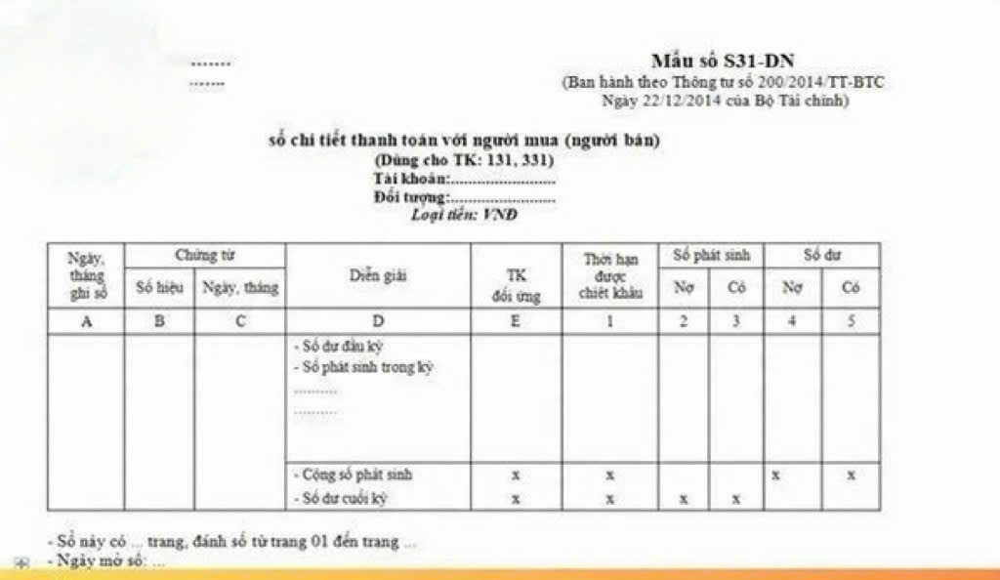 .......
.......
Mẫu số S31-DN
(Ban hành theo Thông tư số 200/2014/TT-BTC
Ngày 22/12/2014 của Bộ Tài chính)
sổ chi tiết thanh toán với người mua (người bán)
(Dùng cho TK: 131, 331)
Tài khoản:...........................
Đối tượng:...........................
Loại tiền: VNĐ
Ngày, tháng ghi sổ | Chứng từ | Diễn giải | TK đối ứng | Thời hạn được chiết khấu | Số phát sinh | Số dư
Số hiệu | Ngày, tháng | Nợ | Có | Nợ | Có
A | B | C | D | E | 1 | 2 | 3 | 4 | 5
- Số dư đầu kỳ
- Số phát sinh trong kỳ
...........
...........
- Cộng số phát sinh | x | x | x | x
- Số dư cuối kỳ | x | x | x | x
- Sổ này có ... trang, đánh số từ trang 01 đến trang ...
- Ngày mở sổ: ...